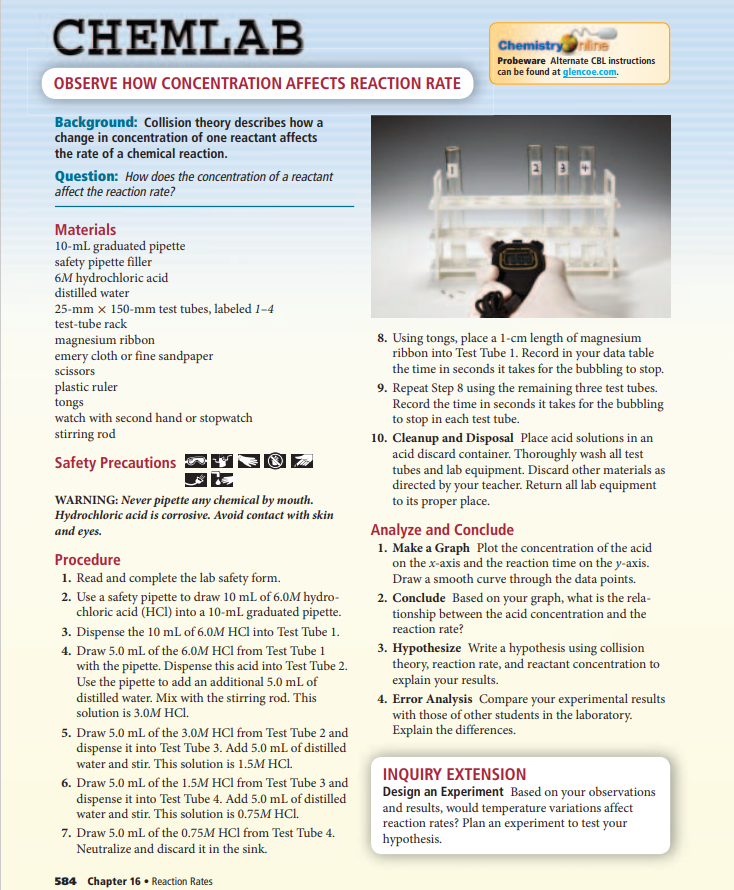 CHEMLAB
Chemistry Online
Probeware Alternate CBL instructions
can be found at glencoe.com.
OBSERVE HOW CONCENTRATION AFFECTS REACTION RATE
Background: Collision theory describes how a
change in concentration of one reactant affects
the rate of a chemical reaction.
Question: How does the concentration of a reactant
affect the reaction rate?
Materials
10-mL graduated pipette
safety pipette filler
6M hydrochloric acid
distilled water
25-mm × 150-mm test tubes, labeled 1–4
test-tube rack
magnesium ribbon
emery cloth or fine sandpaper
scissors
plastic ruler
tongs
watch with second hand or stopwatch
stirring rod
Safety Precautions
WARNING: Never pipette any chemical by mouth.
Hydrochloric acid is corrosive. Avoid contact with skin
and eyes.
Procedure
1. Read and complete the lab safety form.
2. Use a safety pipette to draw 10 mL of 6.0M hydro-
chloric acid (HCl) into a 10-mL graduated pipette.
3. Dispense the 10 mL of 6.0M HCl into Test Tube 1.
4. Draw 5.0 mL of the 6.0M HCl from Test Tube 1
with the pipette. Dispense this acid into Test Tube 2.
Use the pipette to add an additional 5.0 mL of
distilled water. Mix with the stirring rod. This
solution is 3.0M HCl.
5. Draw 5.0 mL of the 3.0M HCl from Test Tube 2 and
dispense it into Test Tube 3. Add 5.0 mL of distilled
water and stir. This solution is 1.5M HCl.
6. Draw 5.0 mL of the 1.5M HCl from Test Tube 3 and
dispense it into Test Tube 4. Add 5.0 mL of distilled
water and stir. This solution is 0.75M HCl.
7. Draw 5.0 mL of the 0.75M HCl from Test Tube 4.
Neutralize and discard it in the sink.
1 2 3 4
8. Using tongs, place a 1-cm length of magnesium
ribbon into Test Tube 1. Record in your data table
the time in seconds it takes for the bubbling to stop.
9. Repeat Step 8 using the remaining three test tubes.
Record the time in seconds it takes for the bubbling
to stop in each test tube.
10. Cleanup and Disposal Place acid solutions in an
acid discard container. Thoroughly wash all test
tubes and lab equipment. Discard other materials as
directed by your teacher. Return all lab equipment
to its proper place.
Analyze and Conclude
1. Make a Graph Plot the concentration of the acid
on the x-axis and the reaction time on the y-axis.
Draw a smooth curve through the data points.
2. Conclude Based on your graph, what is the rela-
tionship between the acid concentration and the
reaction rate?
3. Hypothesize Write a hypothesis using collision
theory, reaction rate, and reactant concentration to
explain your results.
4. Error Analysis Compare your experimental results
with those of other students in the laboratory.
Explain the differences.
INQUIRY EXTENSION
Design an Experiment Based on your observations
and results, would temperature variations affect
reaction rates? Plan an experiment to test your
hypothesis.
584 Chapter 16 • Reaction Rates